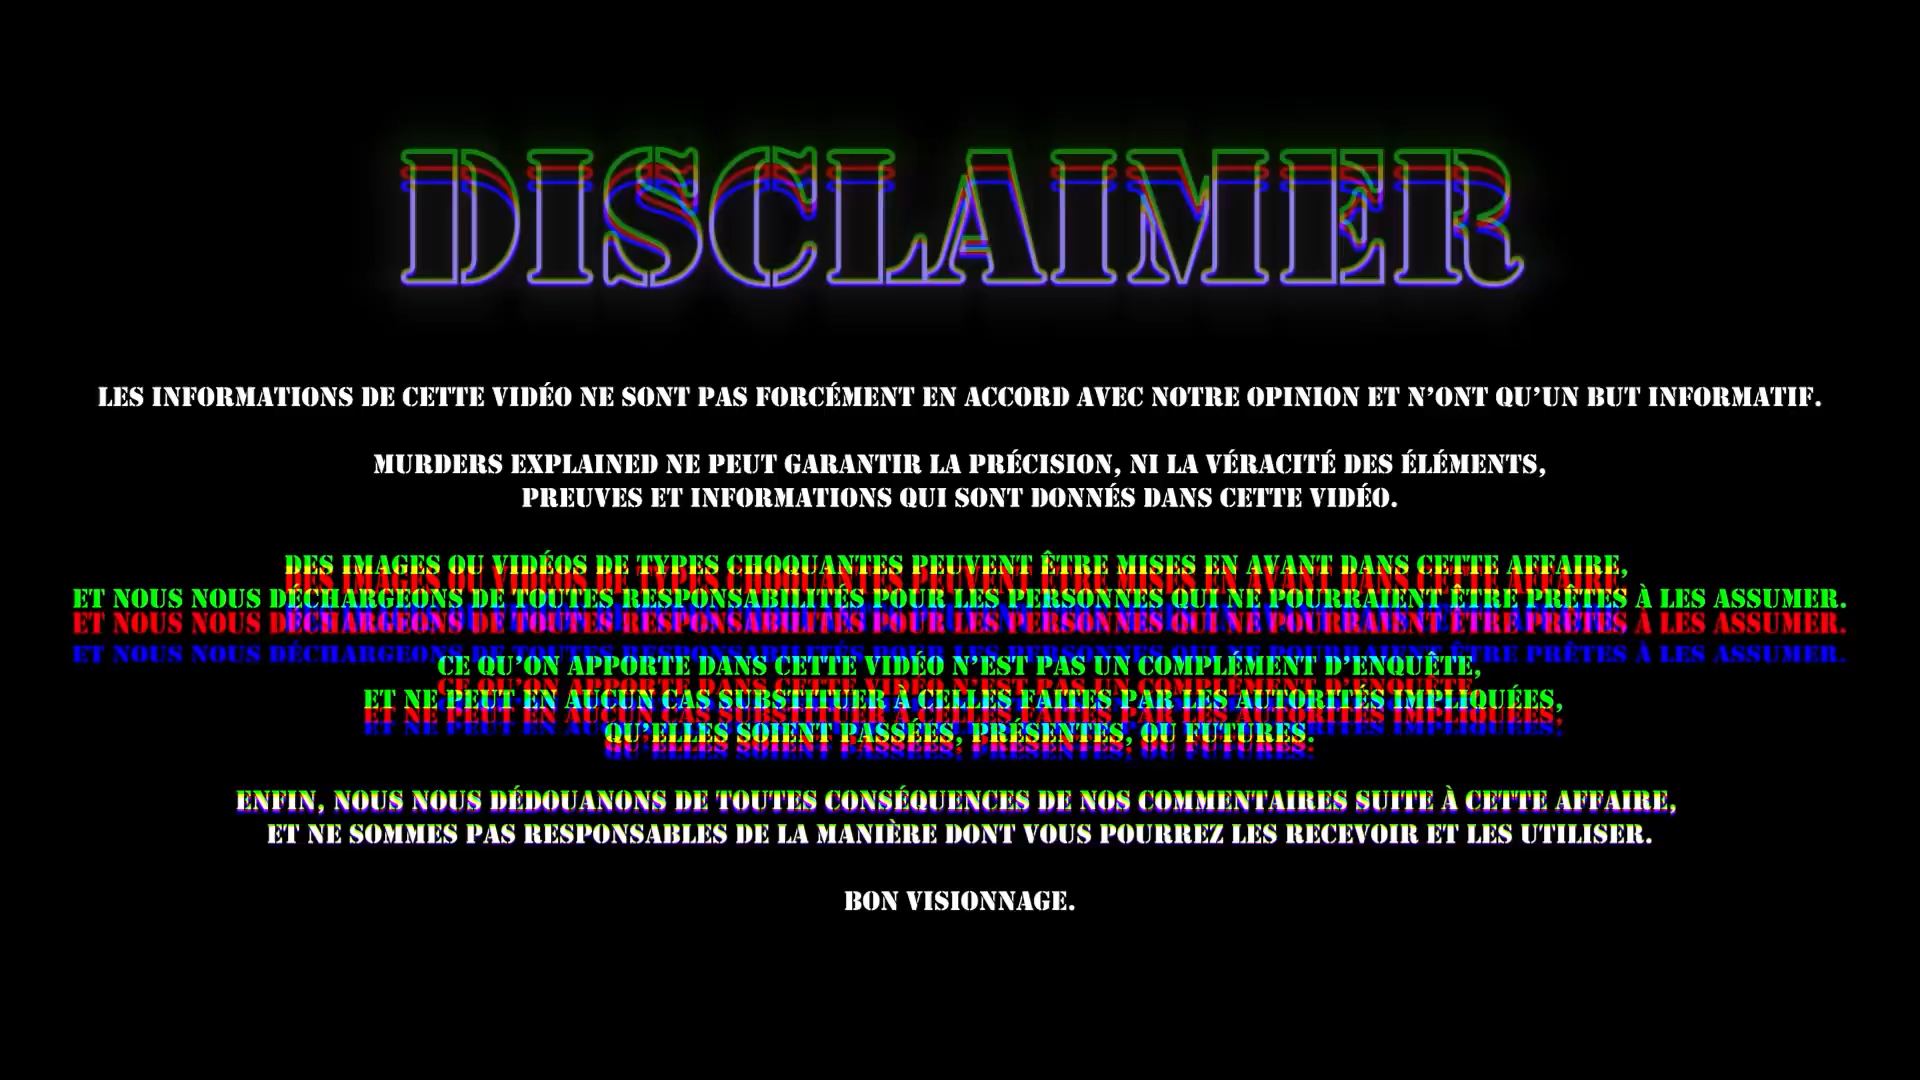 DISCLAIMER
LES INFORMATIONS DE CETTE VIDÉO NE SONT PAS FORCÉMENT EN ACCORD AVEC NOTRE OPINION ET N'ONT QU'UN BUT INFORMATIF.
MURDERS EXPLAINED NE PEUT GARANTIR LA PRÉCISION, NI LA VÉRACITÉ DES ÉLÉMENTS,
PREUVES ET INFORMATIONS QUI SONT DONNÉS DANS CETTE VIDÉO.
DES IMAGES OU VIDÉOS DE TYPES CHOQUANTES PEUVENT ÊTRE MISES EN AVANT DANS CETTE AFFAIRE,
ET NOUS NOUS DÉCHARGEONS DE TOUTES RESPONSABILITÉS POUR LES PERSONNES QUI NE POURRAIENT ÊTRE PRÊTES À LES ASSUMER.
CE QU'ON APPORTE DANS CETTE VIDÉO N'EST PAS UN COMPLÉMENT D'ENQUÊTE,
ET NE PEUT EN AUCUN CAS SUBSTITUER À CELLES FAITES PAR LES AUTORITÉS IMPLIQUÉES,
QU'ELLES SOIENT PASSÉES, PRÉSENTES, OU FUTURES.
ENFIN, NOUS NOUS DÉDOUANONS DE TOUTES CONSÉQUENCES DE NOS COMMENTAIRES SUITE À CETTE AFFAIRE,
ET NE SOMMES PAS RESPONSABLES DE LA MANIÈRE DONT VOUS POURREZ LES RECEVOIR ET LES UTILISER.
BON VISIONNAGE.